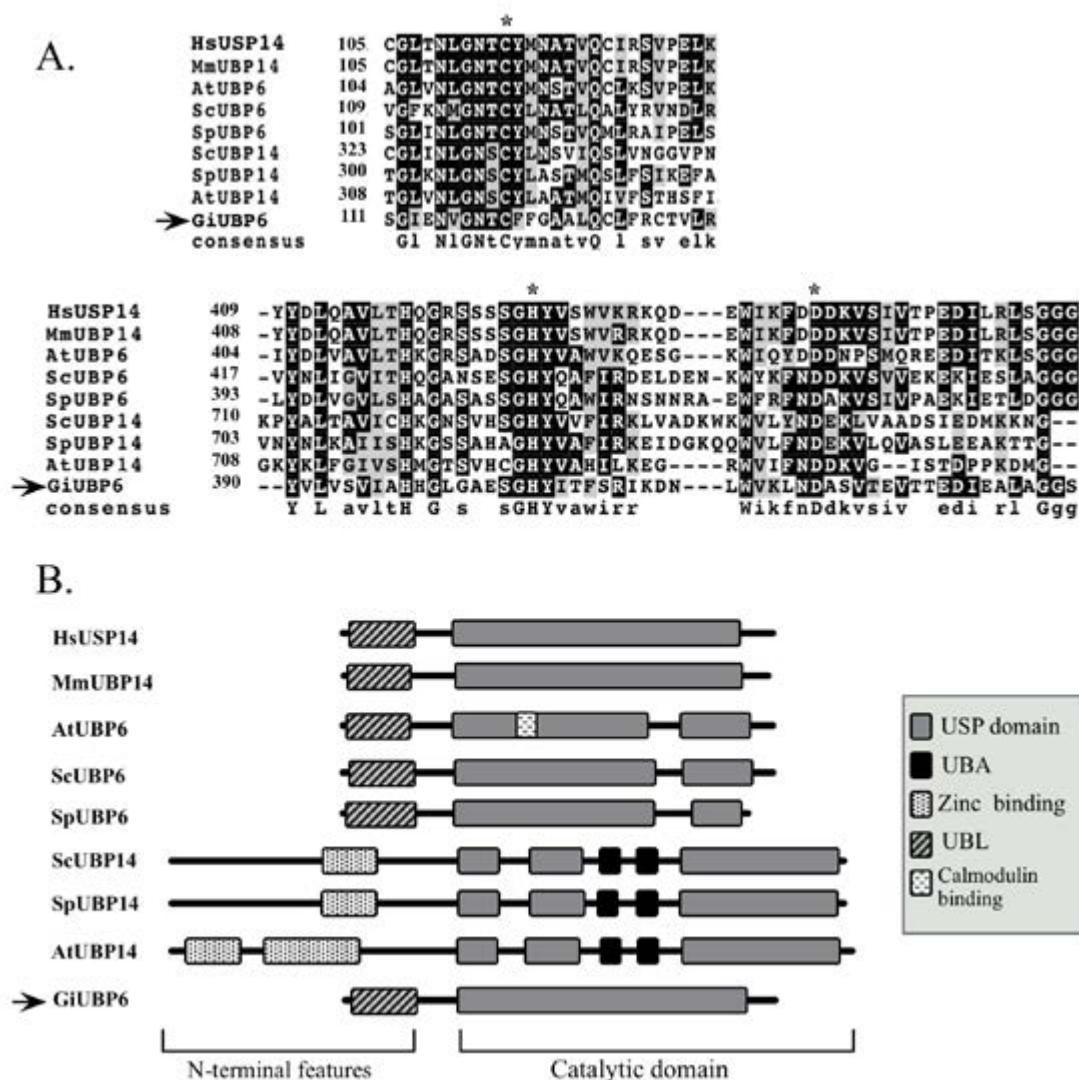 A.
*
HsUSP14 105 CGLTNLGNTCYMNATVQCIRSVPELK
MmUBP14 105 CGLTNLGNTCYMNATVQCIRSVPELK
AtUBP6 104 AGLVNLGNTCYMNSTVQCLKSVPELK
ScUBP6 109 VGFKNMGNTCYLNATLQALYRVNDLR
SpUBP6 101 SGLINLGNTCYMNSTVQMLRAIPELS
ScUBP14 323 CGLINLGNSCYLNSVIQSLVNGGVPN
SpUBP14 300 TGLKNLGNSCYLASTMQSLFSIKEFA
AtUBP14 308 TGLVNLGNSCYLAATMQIVFSTHSFI
GiUBP6 111 SGIENVGNTCFFGAALQCLFRCTVLR
consensus Gl NlGNtCymnatvQ l sv elk
* *
HsUSP14 409 -YYDLQAVLTHQGRSSSSGHYVSWVKRKQD---EWIKFDDDKVSIVTPEDILRLSGGG
MmUBP14 408 -YYDLQAVLTHQGRSSSSGHYVSWVRRKQD---EWIKFDDDKVSIVTPEDILRLSGGG
AtUBP6 404 -IYDLVAVLTHKGRSADSGHYVAWVKQESG---KWIQYDDDNPSMQREEDITKLSGGG
ScUBP6 417 -VYNLIGVITHQGANSESGHYQAFIRDELDENK-WYKFNDDKVSVVEKEKIESLAGGG
SpUBP6 393 -LYDLVGVLSHAGASASSGHYQAWIRNSNNRA-EWFRFNDAKVSIVPAEKIETLDGGG
ScUBP14 710 KPYALTAVICHKGNSVHSGHYVVFIRKLVADKWKWVLYNDEKLVAADSIEDMKKNG--
SpUBP14 703 VNYNLKAIISHKGSSAHAGHYVAFIRKEIDGKQQWVLFNDEKVLQVASLEEAKTTG--
AtUBP14 708 GKYKLFGIVSHMGTSVHCGHYVAHILKEG----RWVIFNDDKVG--ISTDPPKDMG--
GiUBP6 390 --YVLVSVIAHHGLGAESGHYITFSRIKDN---LWVKLNDASVTEVTTEDIEALAGGS
consensus Y L avltH G s sGHYvawirr WikfnDdkvsiv edi rl Ggg
B.
HsUSP14
MmUBP14
AtUBP6
ScUBP6
SpUBP6
ScUBP14
SpUBP14
AtUBP14
GiUBP6
USP domain
UBA
Zinc binding
UBL
Calmodulin
binding
N-terminal features
Catalytic domain